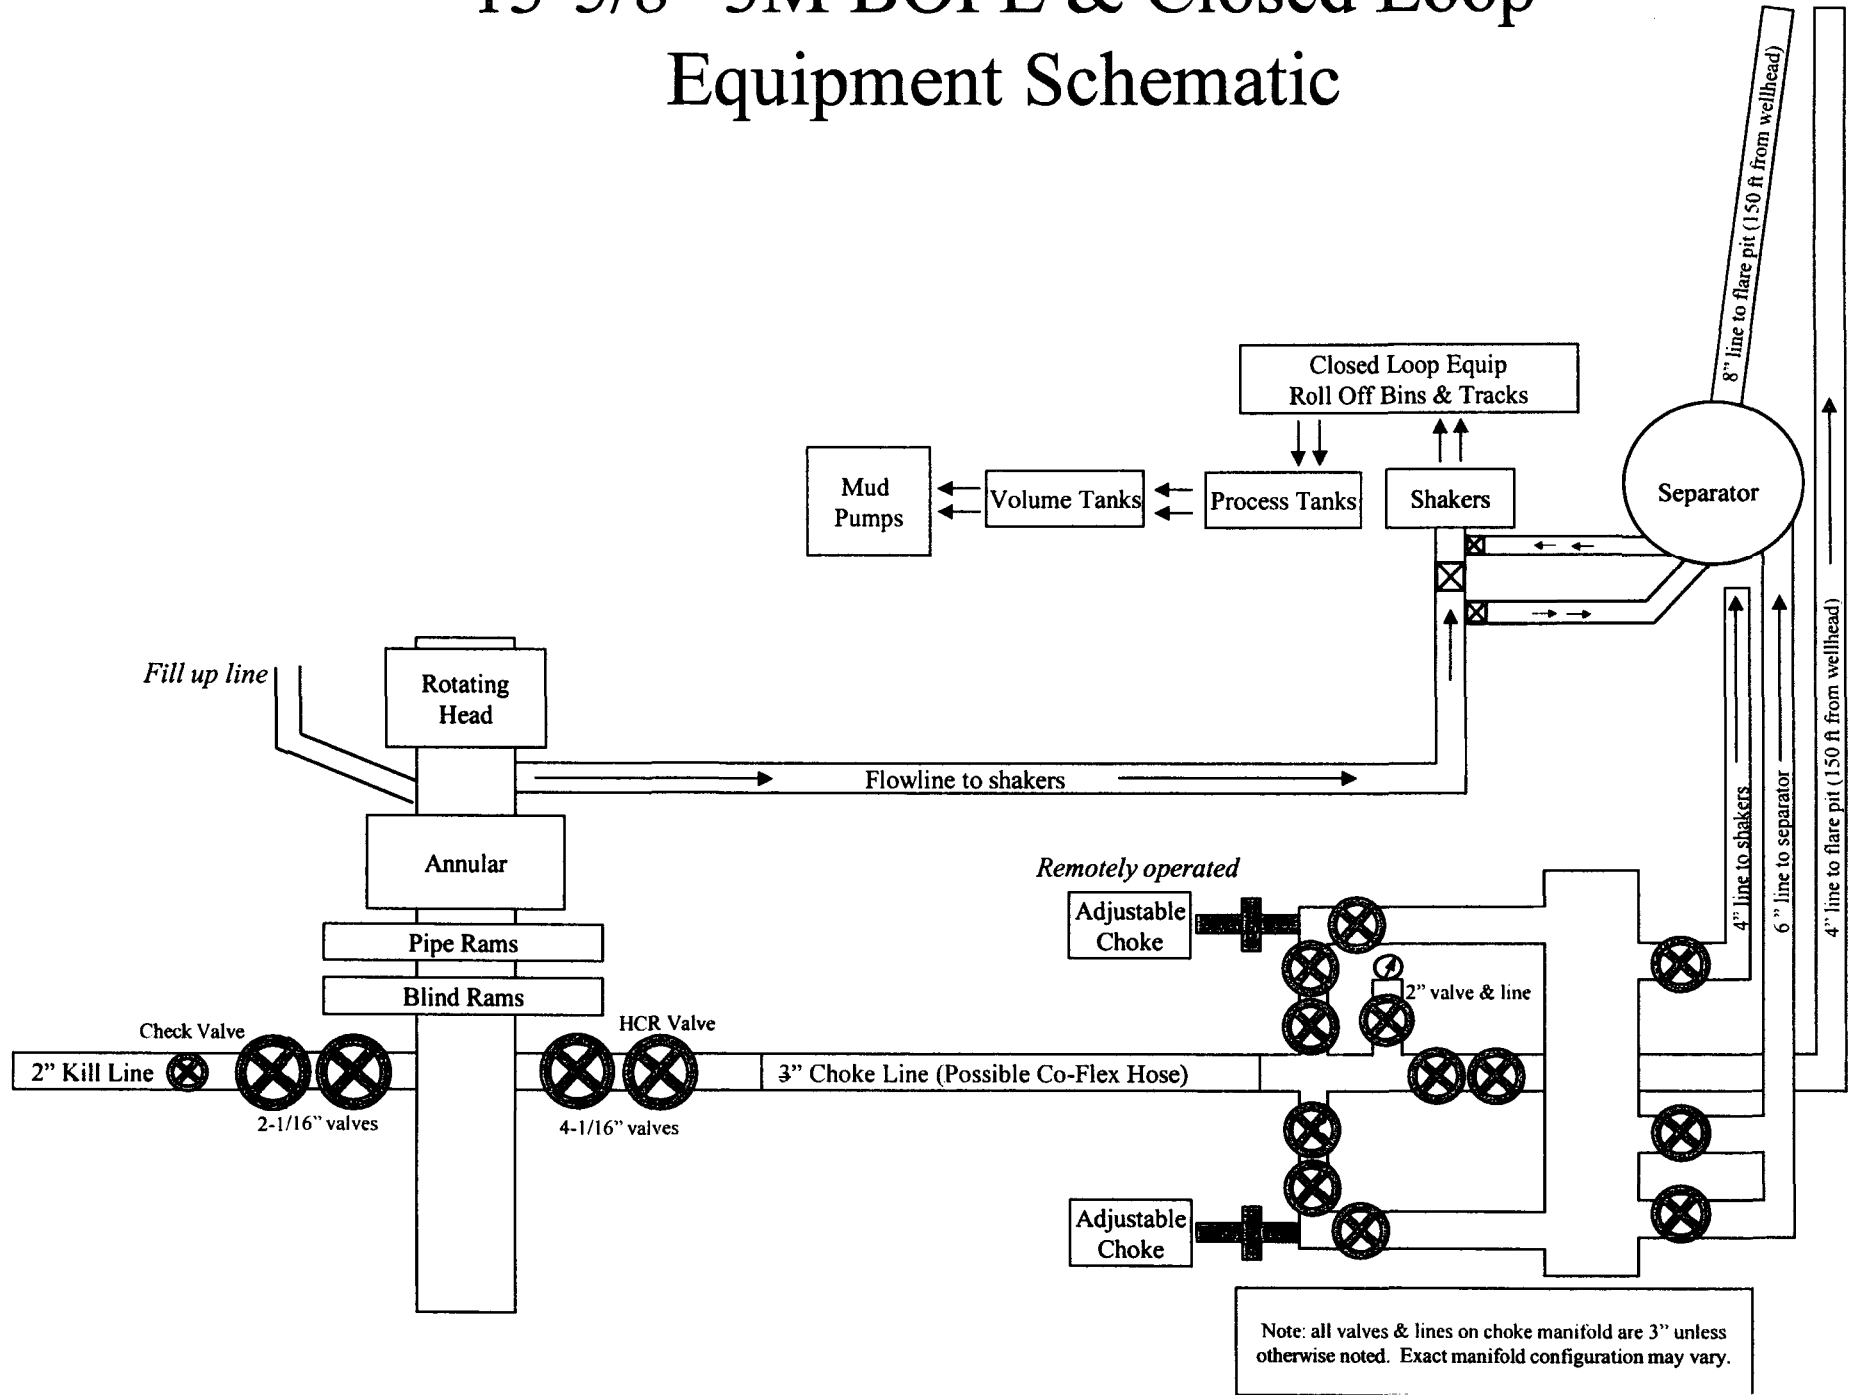 Equipment Schematic
8” line to flare pit (150 ft from wellhead)
Closed Loop Equip
Roll Off Bins & Tracks
Mud
Pumps
Volume Tanks
Process Tanks
Shakers
Separator
Fill up line
Rotating
Head
Flowline to shakers
Annular
Pipe Rams
Blind Rams
Remotely operated
Adjustable
Choke
4” line to shakers
6” line to separator
4” line to flare pit (150 ft from wellhead)
2” valve & line
Check Valve
HCR Valve
2” Kill Line
3” Choke Line (Possible Co-Flex Hose)
2-1/16” valves
4-1/16” valves
Adjustable
Choke
Note: all valves & lines on choke manifold are 3” unless
otherwise noted. Exact manifold configuration may vary.